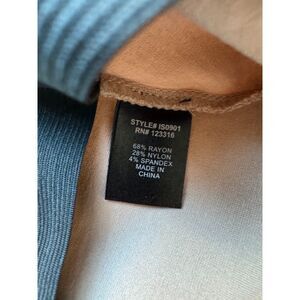 STYLE# IS0901
RN# 123316
68% RAYON
28% NYLON
4% SPANDEX
MADE IN
CHINA